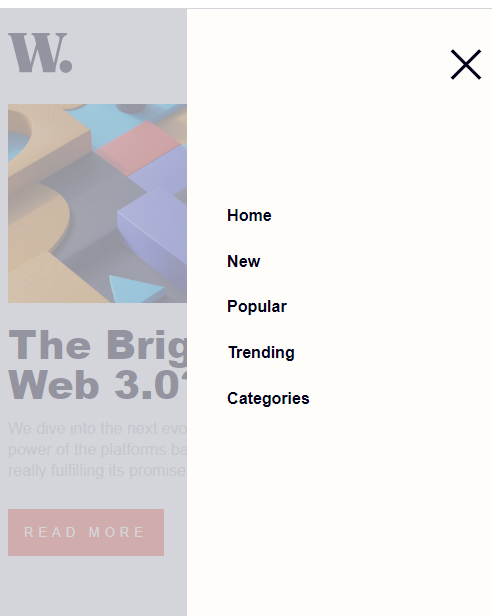 W.
Home
New
Popular
Trending
Categories
The Brig
Web 3.0?
We dive into the next evo
power of the platforms ba
really fulfilling its promise
READ MORE